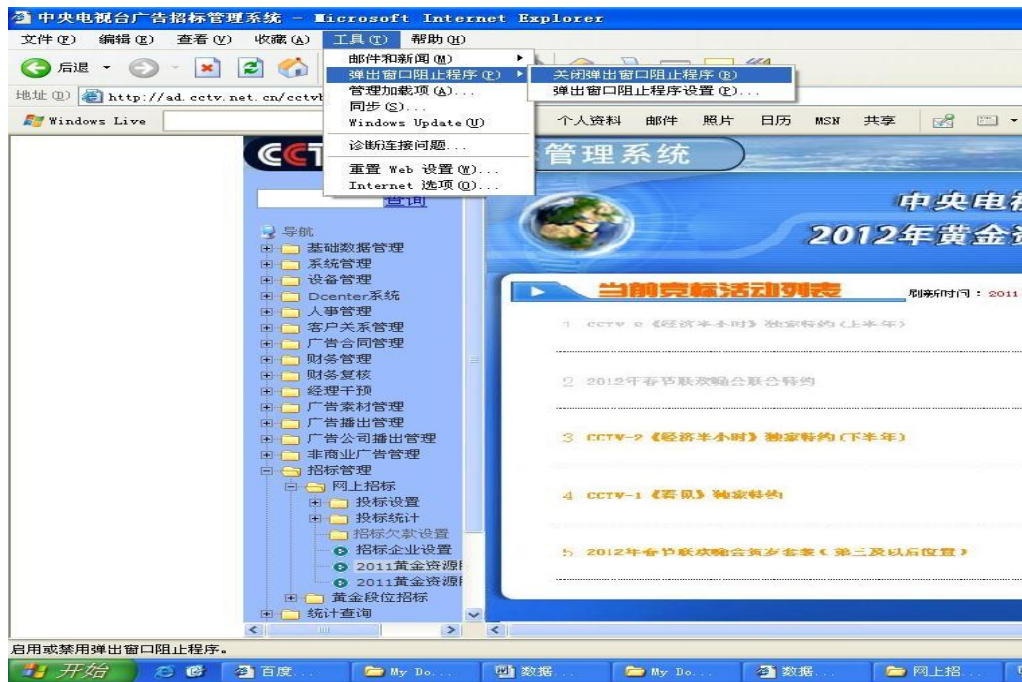 中央电视台广告招标管理系统 - Microsoft Internet Explorer
文件(F) 编辑(E) 查看(V) 收藏(A) 工具(T) 帮助(H)
后退
邮件和新闻(M)
弹出窗口阻止程序(P)
管理加载项(A)...
同步(S)...
Windows Update(U)
诊断连接问题...
重置 Web 设置(W)...
Internet 选项(O)...
关闭弹出窗口阻止程序(B)
弹出窗口阻止程序设置(P)...
地址(D) http://ad.cctv.net.cn/cctvb
Windows Live 个人资料 邮件 照片 日历 MSN 共享
管理系统
查询
导航
基础数据管理
系统管理
设备管理
Dcenter系统
人事管理
客户关系管理
广告合同管理
财务管理
财务复核
经理干预
广告素材管理
广告播出管理
广告公司播出管理
非商业广告管理
招标管理
网上招标
投标设置
投标统计
招标欠款设置
招标企业设置
2011黄金资源
2011黄金资源
黄金段位招标
统计查询
中央电
2012年黄金
当前竞标活动列表 刷新时间：2011
1 CCTV-2《经济半小时》独家特约(上半年)
2 2012年春节联欢晚会联合特约
3 CCTV-2《经济半小时》独家特约(下半年)
4 CCTV-1《看见》独家特约
5 2012年春节联欢晚会贺岁套装（第三及以后位置）
启用或禁用弹出窗口阻止程序。
开始 百度... My Do... 数据... My Do... 数据... 网上招...